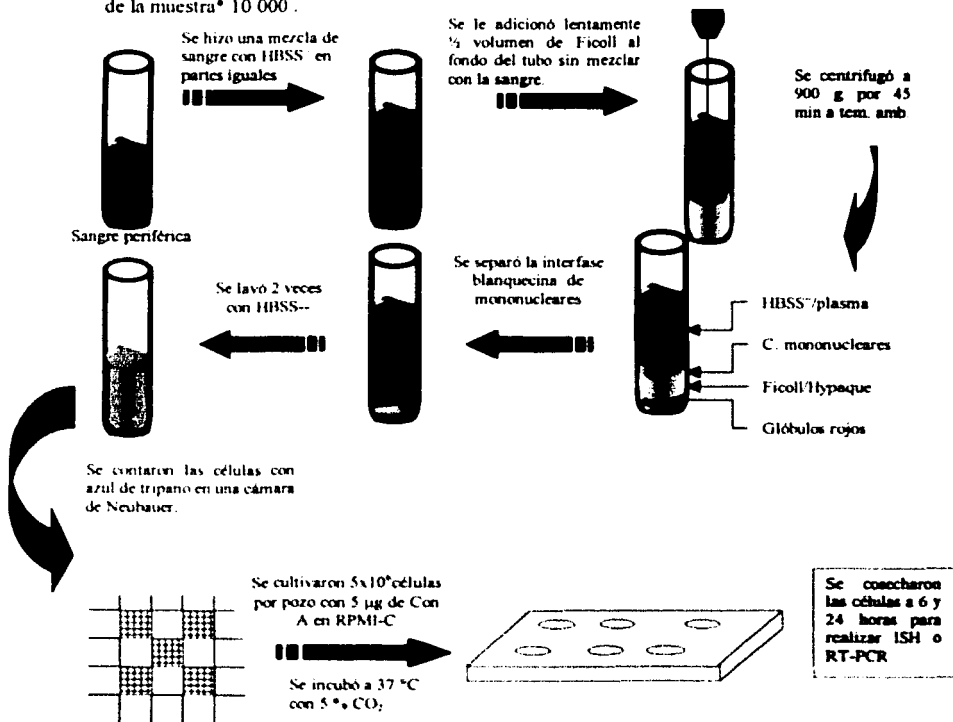 de la muestra* 10 000 .
Se hizo una mezcla de
sangre con HBSS-- en
partes iguales
Se le adicionó lentamente
½ volumen de Ficoll al
fondo del tubo sin mezclar
con la sangre.
Se centrifugó a
900 g por 45
min a tem. amb
Sangre periférica
Se lavó 2 veces
con HBSS--
Se separó la interfase
blanquecina de
mononucleares
HBSS--/plasma
C. mononucleares
Ficoll/Hypaque
Glóbulos rojos
Se contaron las células con
azul de tripano en una cámara
de Neubauer.
Se cultivaron 5x10⁶ células
por pozo con 5 µg de Con
A en RPMI-C
Se incubó a 37 °C
con 5 % CO₂
Se cosecharon
las células a 6 y
24 horas para
realizar ISH o
RT-PCR